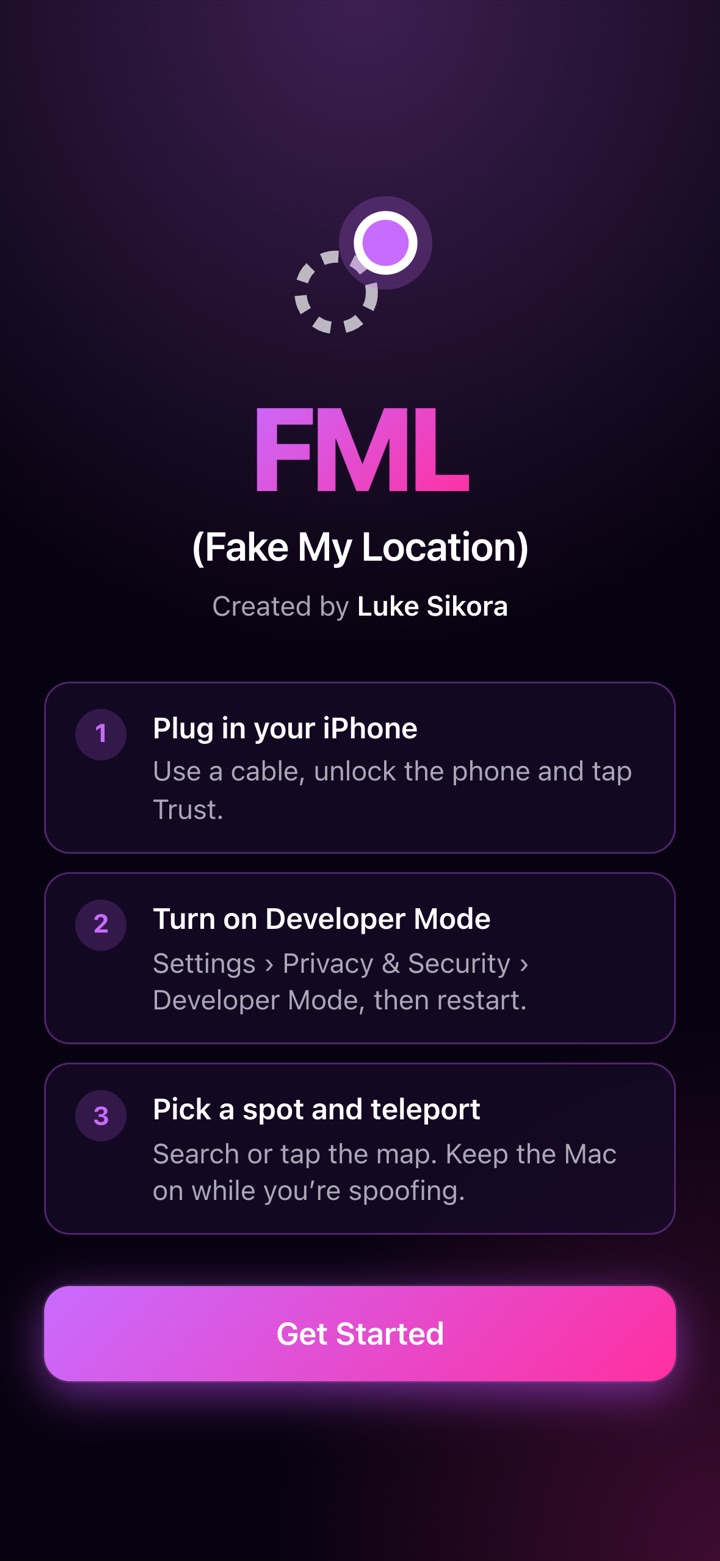 FML
(Fake My Location)
Created by Luke Sikora
1
Plug in your iPhone
Use a cable, unlock the phone and tap
Trust.
2
Turn on Developer Mode
Settings › Privacy & Security ›
Developer Mode, then restart.
3
Pick a spot and teleport
Search or tap the map. Keep the Mac
on while you’re spoofing.
Get Started